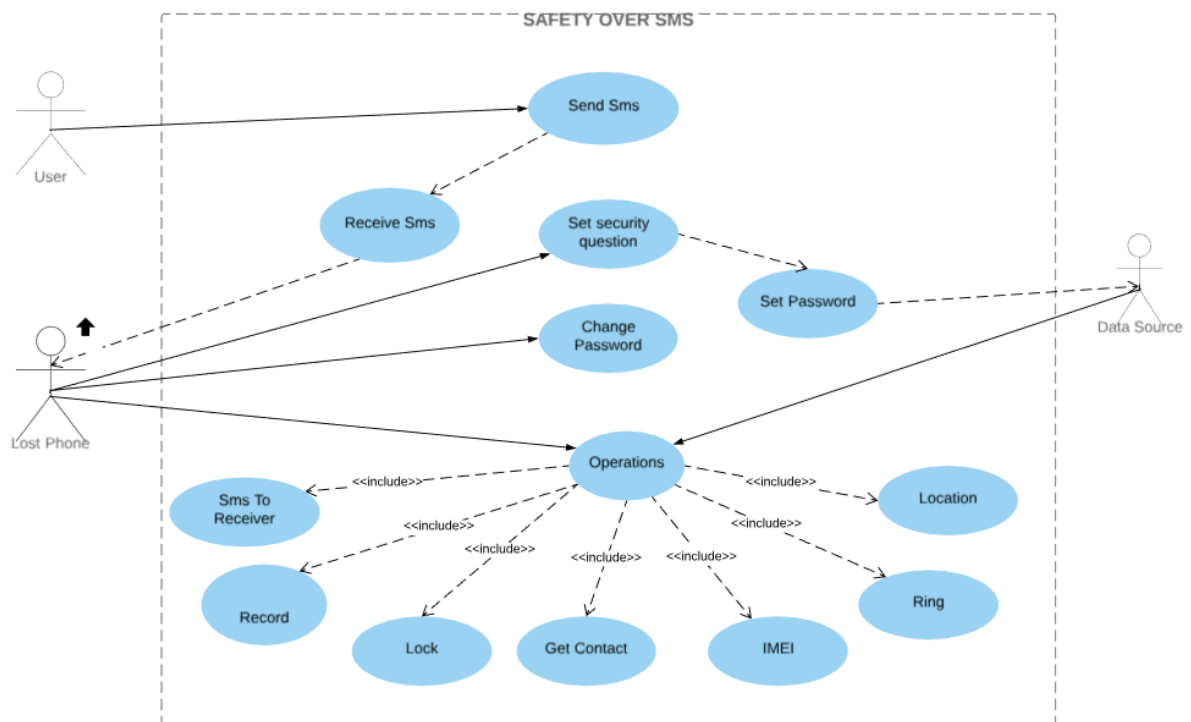 SAFETY OVER SMS
Send Sms
User
Receive Sms
Set security
question
Set Password
Data Source
Change
Password
Lost Phone
Operations
<<include>>
<<include>>
Sms To
Receiver
Location
<<include>>
<<include>>
<<include>>
<<include>>
<<include>>
Record
Ring
Lock
Get Contact
IMEI